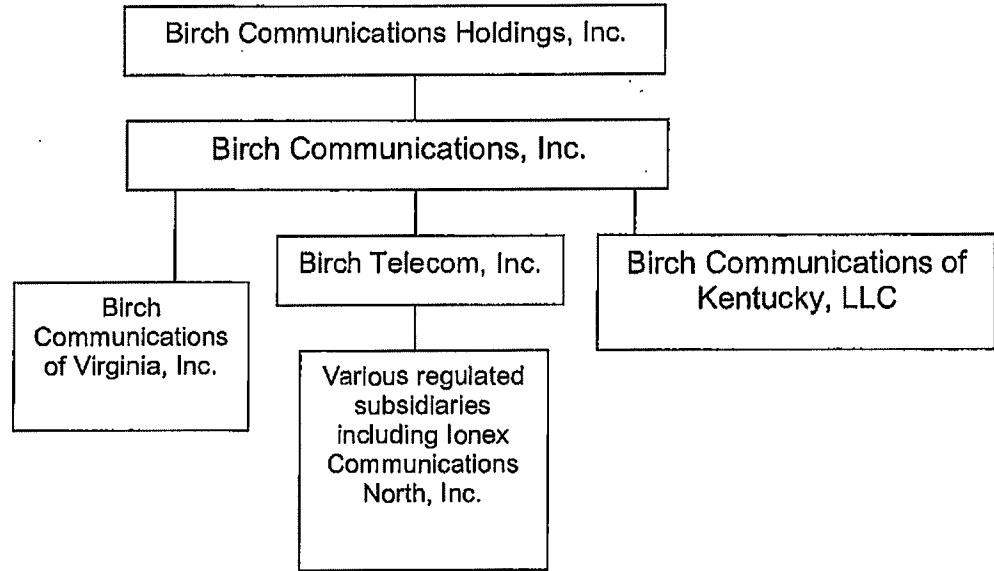 Birch Communications Holdings, Inc.
Birch Communications, Inc.
Birch
Communications
of Virginia, Inc.
Birch Telecom, Inc.
Birch Communications of
Kentucky, LLC
Various regulated
subsidiaries
including Ionex
Communications
North, Inc.